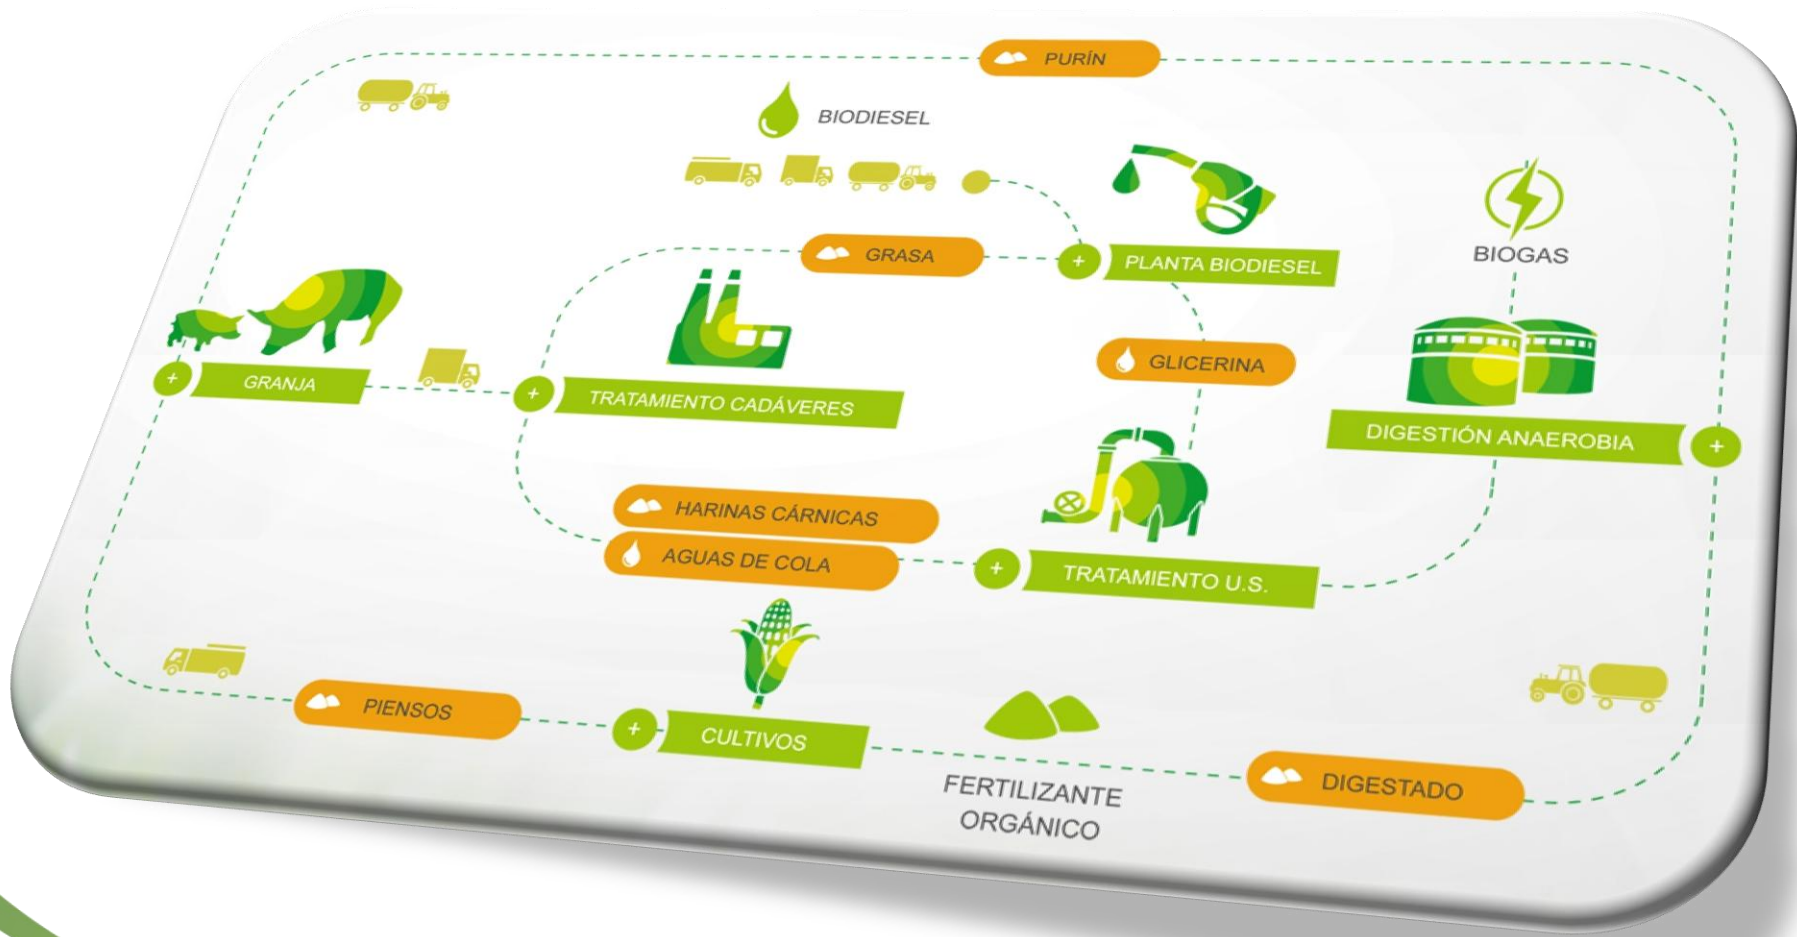 PURÍN
BIODIESEL
GRASA
PLANTA BIODIESEL
BIOGAS
GRANJA
TRATAMIENTO CADÁVERES
GLICERINA
DIGESTIÓN ANAEROBIA
HARINAS CÁRNICAS
AGUAS DE COLA
TRATAMIENTO U.S.
PIENSOS
CULTIVOS
FERTILIZANTE
ORGÁNICO
DIGESTADO